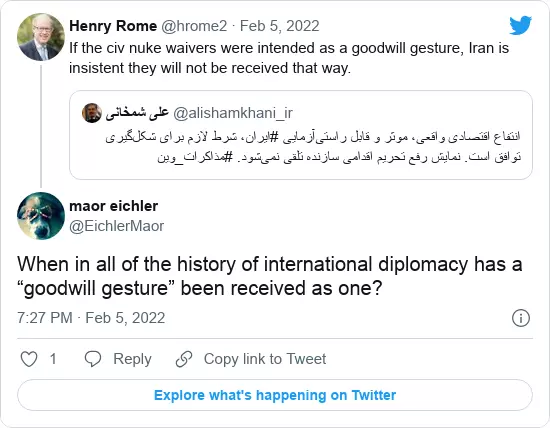 Henry Rome @hrome2 · Feb 5, 2022
If the civ nuke waivers were intended as a goodwill gesture, Iran is
insistent they will not be received that way.
علی شمخانی @alishamkhani_ir
انتفاع اقتصادی واقعی، موثر و قابل راستی‌آزمایی #ایران، شرط لازم برای شکل‌گیری
توافق است. نمایش رفع تحریم اقدامی سازنده تلقی نمی‌شود. #مذاکرات_وین
maor eichler
@EichlerMaor
When in all of the history of international diplomacy has a
“goodwill gesture” been received as one?
7:27 PM · Feb 5, 2022
1 Reply Copy link to Tweet
Explore what's happening on Twitter